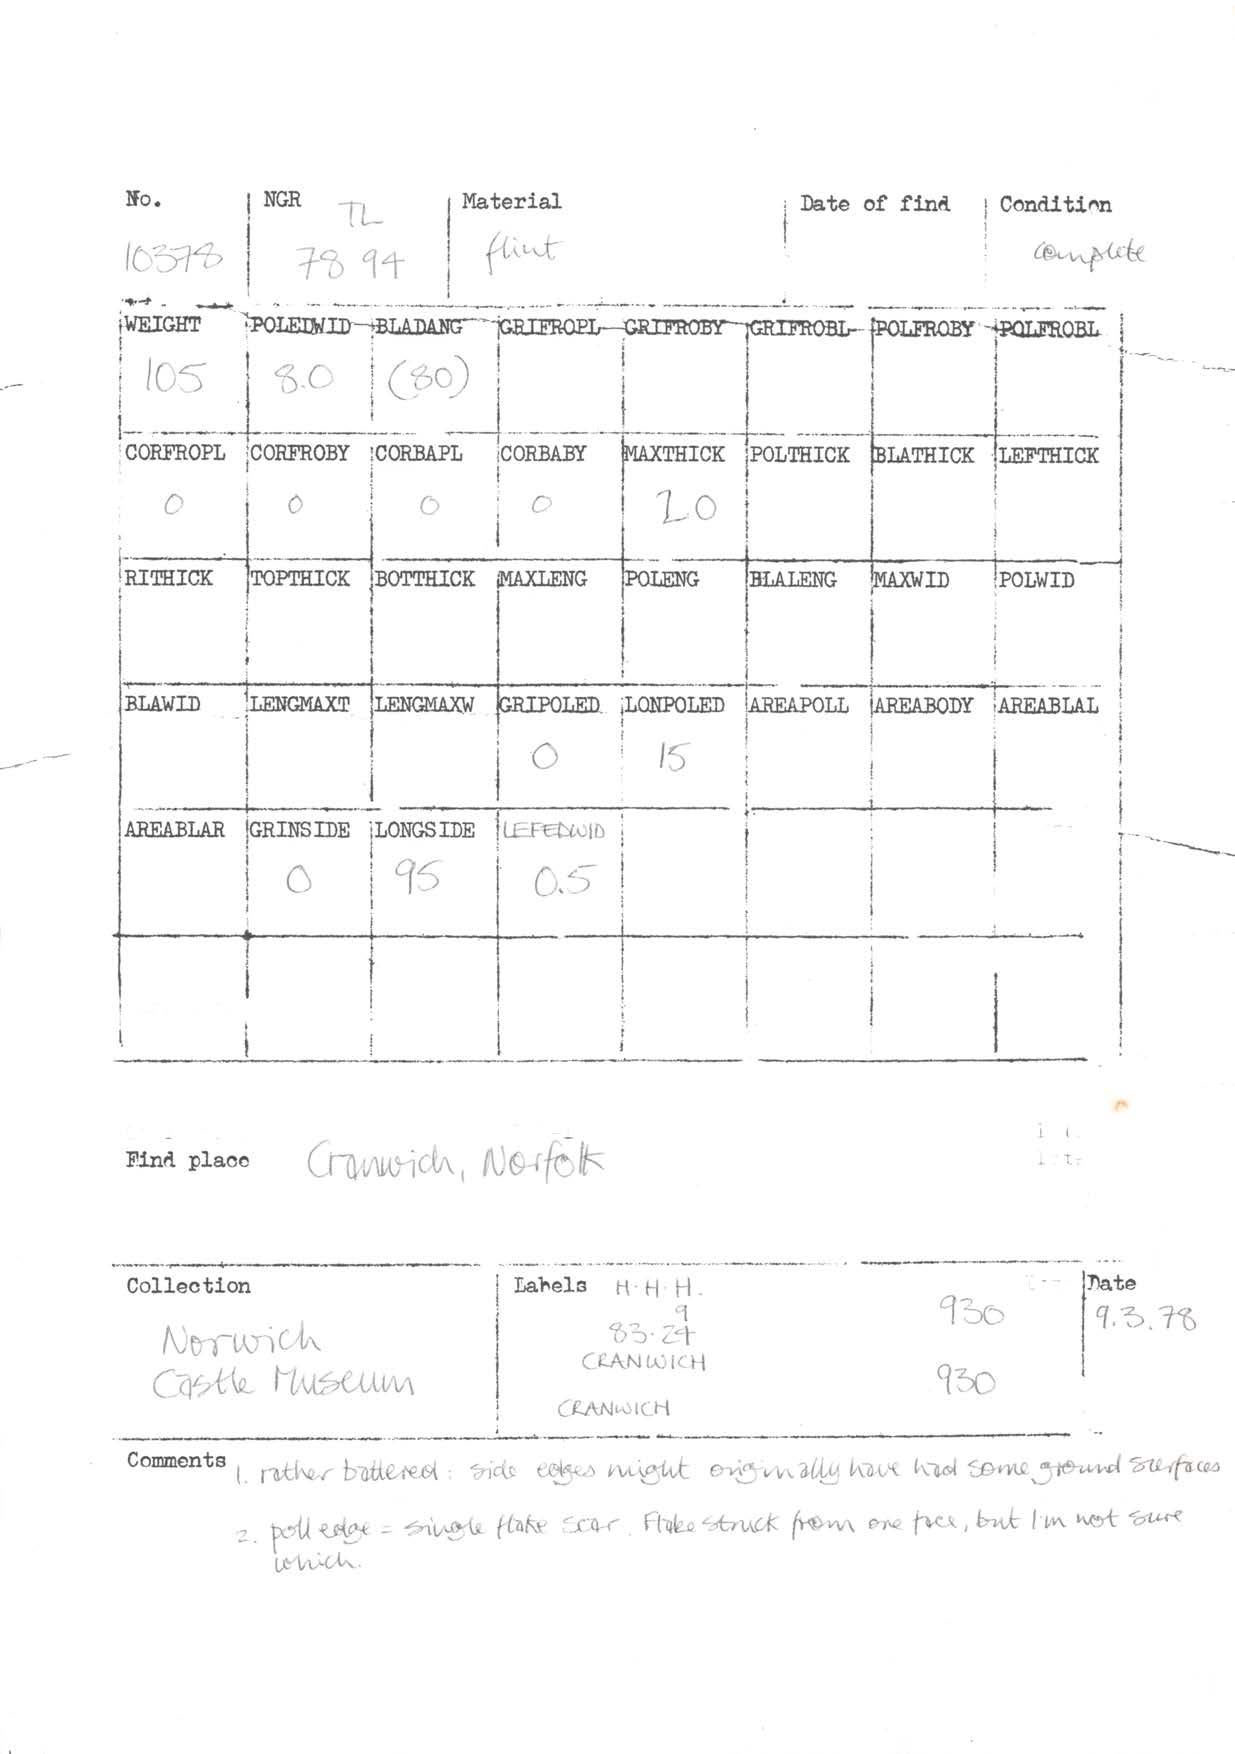 No. NGR Material Date of find Condition
TL
10378 78 94 flint complete
WEIGHT POLEDWID BLADANG GRIFROPL GRIFROBY GRIFROBL POLFROBY POLFROBL
105 8.0 (80)
CORFROPL CORFROBY CORBAPL CORBABY MAXTHICK POLTHICK BLATHICK LEFTHICK
0 0 0 0 20
RITHICK TOPTHICK BOTTHICK MAXLENG POLENG BLALENG MAXWID POLWID
BLAWID LENGMAXT LENGMAXW GRIPOLED LONPOLED AREAPOLL AREABODY AREABLAL
0 15
AREABLAR GRINSIDE LONGSIDE LEFEDWID
0 95 0.5
Find place Cranwich, Norfolk
Collection Labels H.H.H. Date
9 930 9.3.78
Norwich 83.24
CRANWICH
Castle Museum 930
CRANWICH
Comments 1. rather battered: side edges might originally have had some ground surfaces
2. poll edge = single flake scar. Flake struck from one face, but I'm not sure
which.